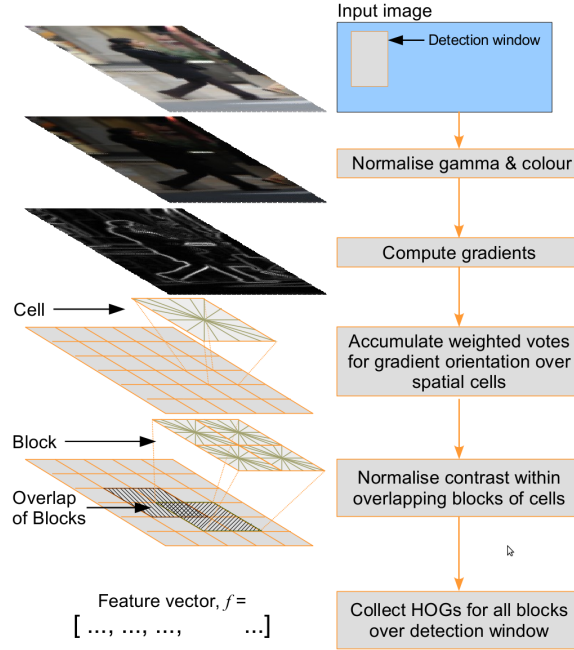 Input image
Detection window
Normalise gamma & colour
Compute gradients
Cell
Accumulate weighted votes
for gradient orientation over
spatial cells
Block
Overlap
of Blocks
Normalise contrast within
overlapping blocks of cells
Feature vector, f =
[ ..., ..., ..., ...]
Collect HOGs for all blocks
over detection window